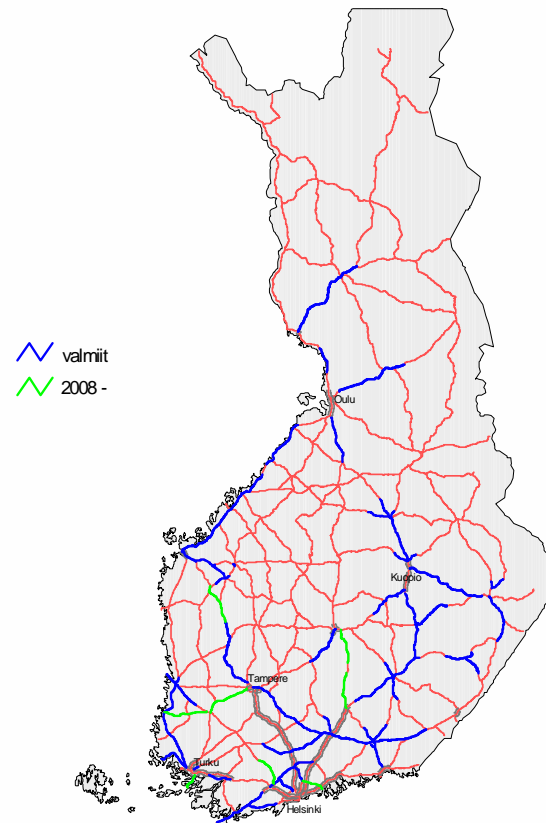 valmiit
2008 -
Oulu
Kuopio
Tampere
Turku
Helsinki